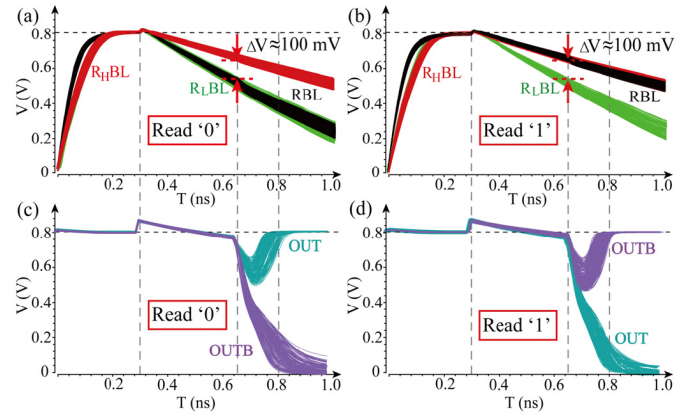 (a)
V (V)
0.8
0.6
0.4
0.2
0
ΔV≈100 mV
R_HBL
R_LBL
RBL
Read ‘0’
0.2
0.4
0.6
0.8
1.0
T (ns)
(b)
V (V)
0.8
0.6
0.4
0.2
0
ΔV≈100 mV
R_HBL
R_LBL
RBL
Read ‘1’
0.2
0.4
0.6
0.8
1.0
T (ns)
(c)
V (V)
0.8
0.6
0.4
0.2
0
OUT
Read ‘0’
OUTB
0.2
0.4
0.6
0.8
1.0
T (ns)
(d)
V (V)
0.8
0.6
0.4
0.2
0
OUTB
Read ‘1’
OUT
0.2
0.4
0.6
0.8
1.0
T (ns)